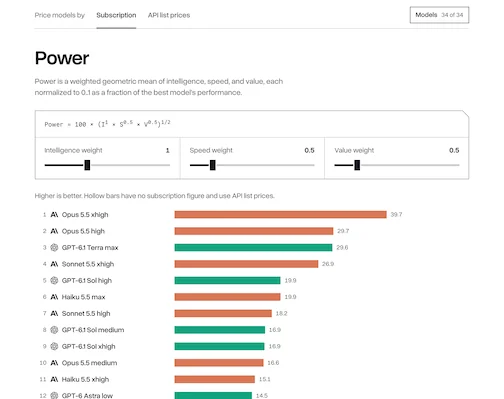 Price models by Subscription API list prices Models 34 of 34
Power
Power is a weighted geometric mean of intelligence, speed, and value, each
normalized to 0.1 as a fraction of the best model's performance.
Power = 100 × (I^1 × S^0.5 × V^0.5)^1/2
Intelligence weight 1 Speed weight 0.5 Value weight 0.5
Higher is better. Hollow bars have no subscription figure and use API list prices.
1 Opus 5.5 xhigh 39.7
2 Opus 5.5 high 29.7
3 GPT-6.1 Terra max 29.6
4 Sonnet 5.5 xhigh 26.9
5 GPT-6.1 Sol high 19.9
6 Haiku 5.5 max 19.9
7 Sonnet 5.5 high 18.2
8 GPT-6.1 Sol medium 16.9
9 GPT-6.1 Sol xhigh 16.9
10 Opus 5.5 medium 16.6
11 Haiku 5.5 xhigh 15.1
12 GPT-6 Astra low 14.5